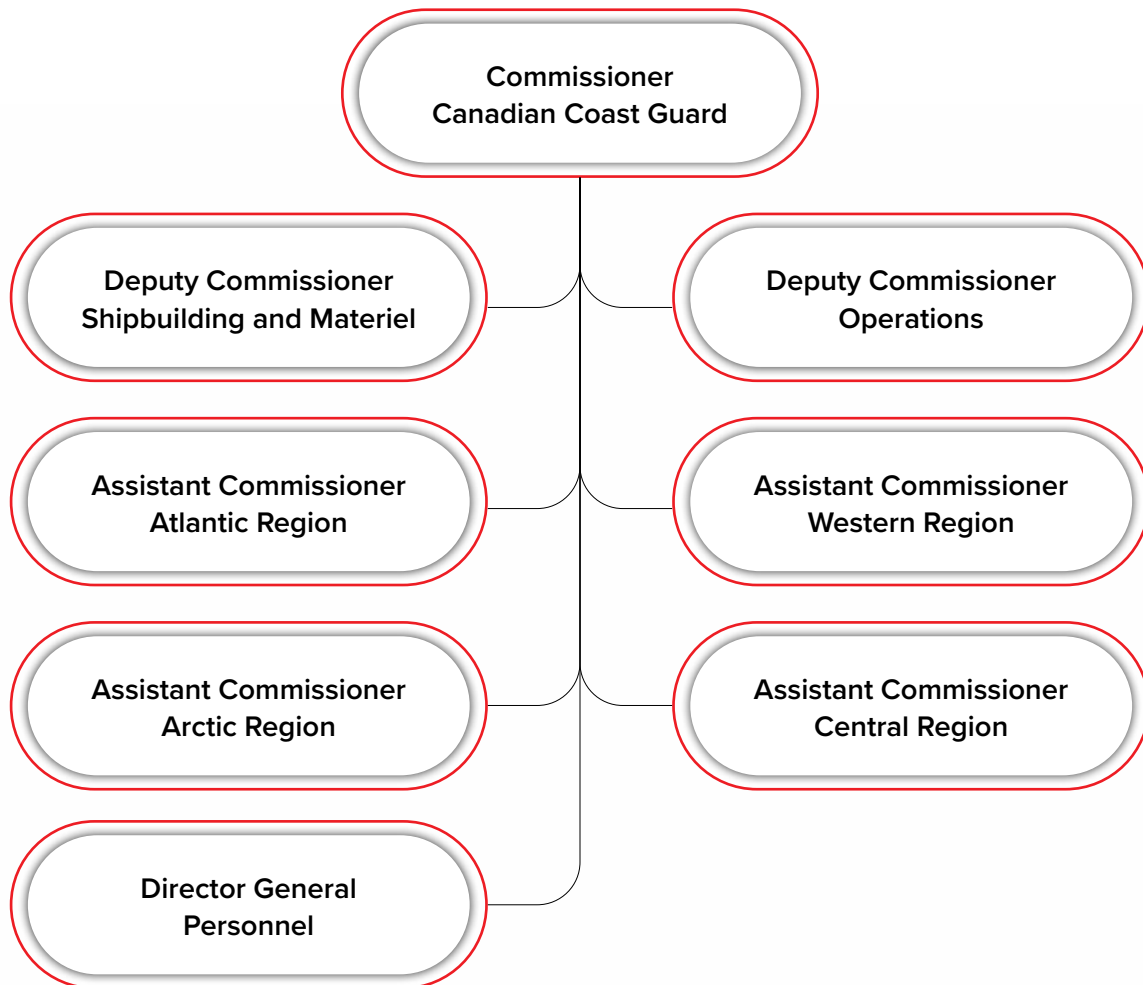 Commissioner
Canadian Coast Guard
Deputy Commissioner
Shipbuilding and Materiel
Deputy Commissioner
Operations
Assistant Commissioner
Atlantic Region
Assistant Commissioner
Western Region
Assistant Commissioner
Arctic Region
Assistant Commissioner
Central Region
Director General
Personnel